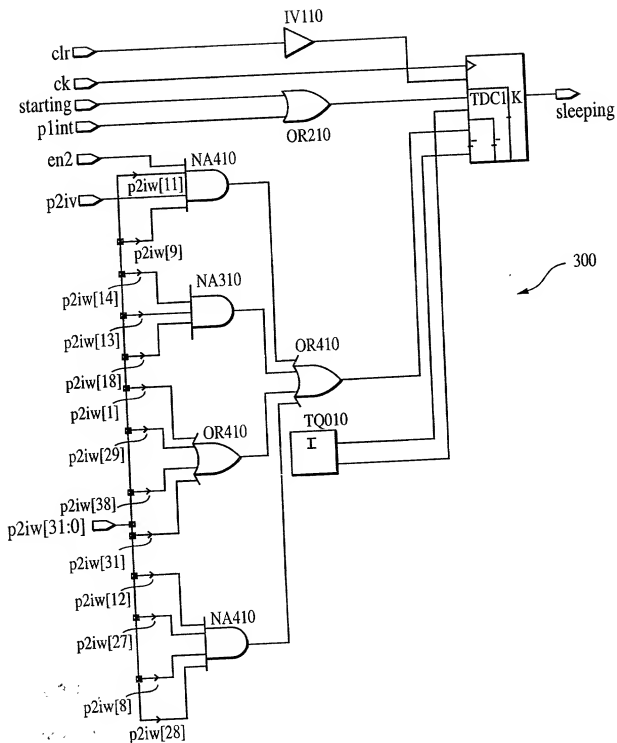 IV110
clr
ck
TDC1 K
starting
sleeping
p1int
OR210
en2
NA410
p2iw[11]
p2iv
p2iw[9]
300
NA310
p2iw[14]
p2iw[13]
OR410
p2iw[18]
p2iw[1]
TQ010
OR410
p2iw[29]
p2iw[38]
p2iw[31:0]
p2iw[31]
p2iw[12]
NA410
p2iw[27]
p2iw[8]
p2iw[28]